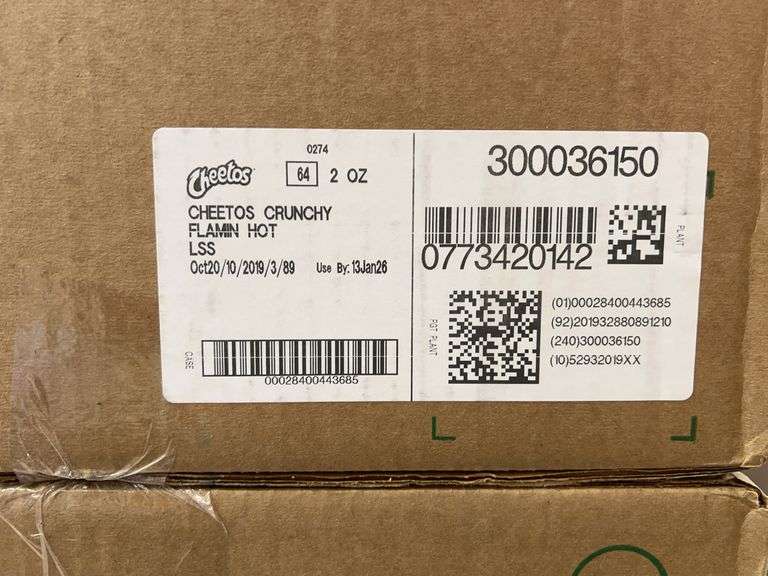 0274
Cheetos 64 2 OZ
CHEETOS CRUNCHY
FLAMIN HOT
LSS
Oct20/10/2019/3/89 Use By: 13Jan26
CASE
00028400443685
300036150
0773420142
PLANT
PGT PLANT
(01)00028400443685
(92)201932880891210
(240)300036150
(10)52932019XX